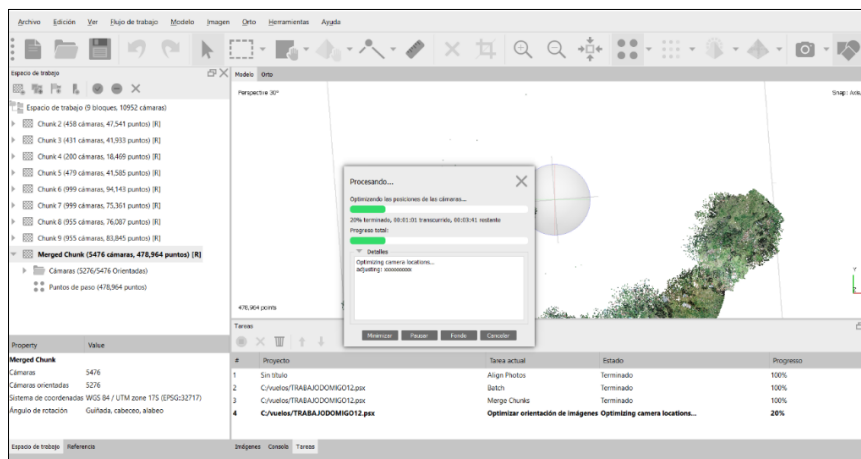 Archivo Edición Ver Flujo de trabajo Modelo Imagen Orto Herramientas Ayuda
Espacio de trabajo
Modelo Orto
Perspective 30°
Snap: Axis,
Espacio de trabajo (9 bloques, 10952 cámaras)
Chunk 2 (458 cámaras, 47,541 puntos) [R]
Chunk 3 (431 cámaras, 41,933 puntos) [R]
Chunk 4 (200 cámaras, 18,469 puntos) [R]
Chunk 5 (479 cámaras, 41,585 puntos) [R]
Chunk 6 (999 cámaras, 94,143 puntos) [R]
Chunk 7 (999 cámaras, 75,361 puntos) [R]
Chunk 8 (955 cámaras, 76,087 puntos) [R]
Chunk 9 (955 cámaras, 83,845 puntos) [R]
Merged Chunk (5476 cámaras, 478,964 puntos) [R]
Cámaras (5276/5476 Orientadas)
Puntos de paso (478,964 puntos)
Procesando...
Optimizando las posiciones de las cámaras...
20% terminado, 00:01:01 transcurrido, 00:03:41 restante
Progreso total:
Detalles
Optimizing camera locations...
adjusting: xxxxxxxxxx
Minimizar Pausar Fondo Cancelar
478,964 points
Property Value
Merged Chunk
Cámaras 5476
Cámaras orientadas 5276
Sistema de coordenadas WGS 84 / UTM zone 17S (EPSG:32717)
Ángulo de rotación Guiñada, cabeceo, alabeo
Tareas
# Proyecto Tarea actual Estado Progreso
1 Sin título Align Photos Terminado 100%
2 C:/vuelos/TRABAJODOMIGO12.psx Batch Terminado 100%
3 C:/vuelos/TRABAJODOMIGO12.psx Merge Chunks Terminado 100%
4 C:/vuelos/TRABAJODOMIGO12.psx Optimizar orientación de imágenes Optimizing camera locations... 20%
Espacio de trabajo Referencia
Imágenes Consola Tareas